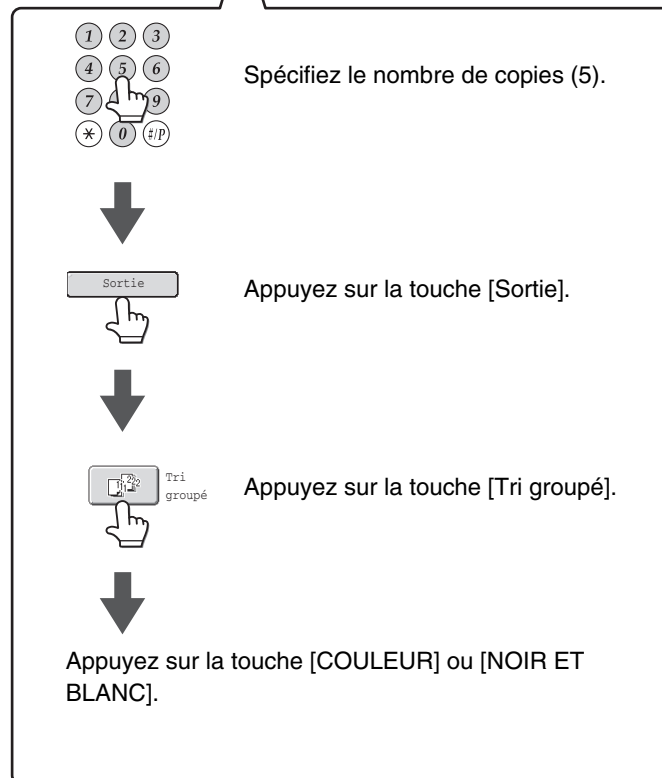 1 2 3
4 5 6
7 9
* 0 #/P
Spécifiez le nombre de copies (5).
Sortie
Appuyez sur la touche [Sortie].
Tri
groupé
Appuyez sur la touche [Tri groupé].
Appuyez sur la touche [COULEUR] ou [NOIR ET
BLANC].